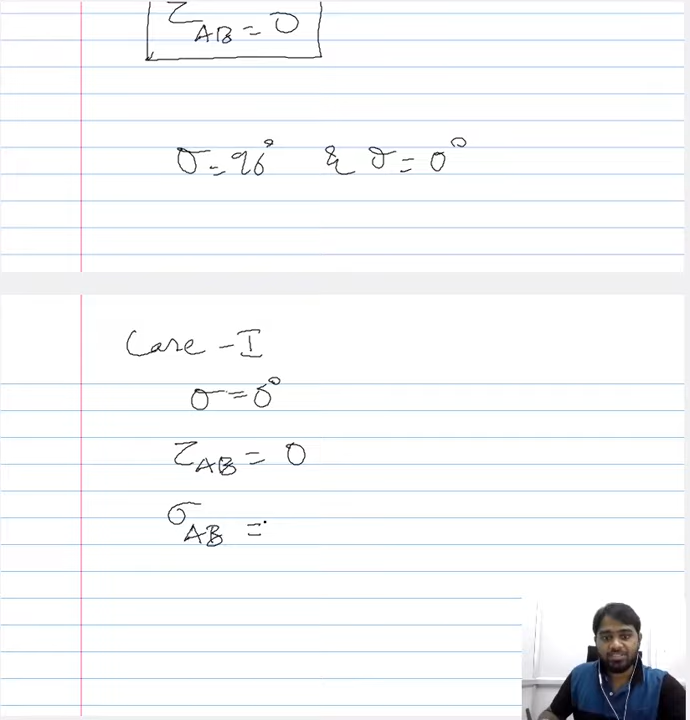 τ_AB = 0
σ = 90° & σ = 0°
Case - I
σ = 0°
τ_AB = 0
σ_AB =